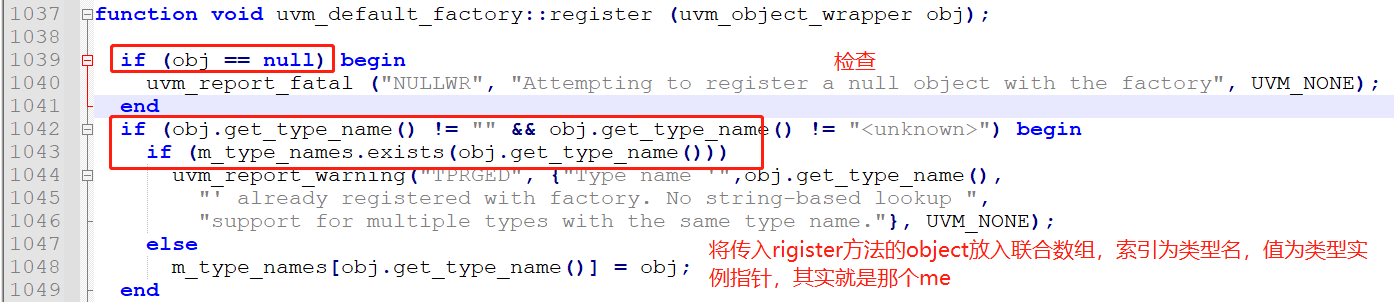 1037 function void uvm_default_factory::register (uvm_object_wrapper obj);
1038
1039 if (obj == null) begin 检查
1040 uvm_report_fatal ("NULLWR", "Attempting to register a null object with the factory", UVM_NONE);
1041 end
1042 if (obj.get_type_name() != "" && obj.get_type_name() != "<unknown>") begin
1043 if (m_type_names.exists(obj.get_type_name()))
1044 uvm_report_warning("TPRGED", {"Type name '",obj.get_type_name(),
1045 "' already registered with factory. No string-based lookup ",
1046 "support for multiple types with the same type name."}, UVM_NONE);
1047 else
1048 m_type_names[obj.get_type_name()] = obj;
1049 end
将传入rigister方法的object放入联合数组，索引为类型名，值为类型实
例指针，其实就是那个me